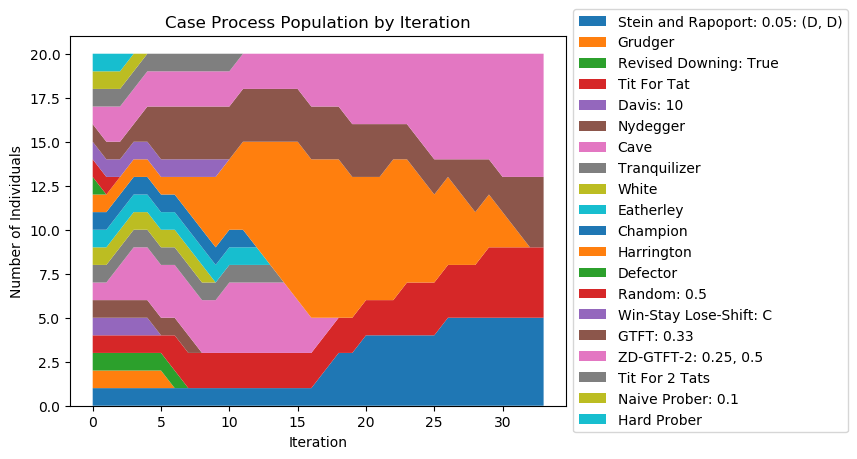 Case Process Population by Iteration
Number of Individuals
20.0
17.5
15.0
12.5
10.0
7.5
5.0
2.5
0.0
0 5 10 15 20 25 30
Iteration
Stein and Rapoport: 0.05: (D, D)
Grudger
Revised Downing: True
Tit For Tat
Davis: 10
Nydegger
Cave
Tranquilizer
White
Eatherley
Champion
Harrington
Defector
Random: 0.5
Win-Stay Lose-Shift: C
GTFT: 0.33
ZD-GTFT-2: 0.25, 0.5
Tit For 2 Tats
Naive Prober: 0.1
Hard Prober